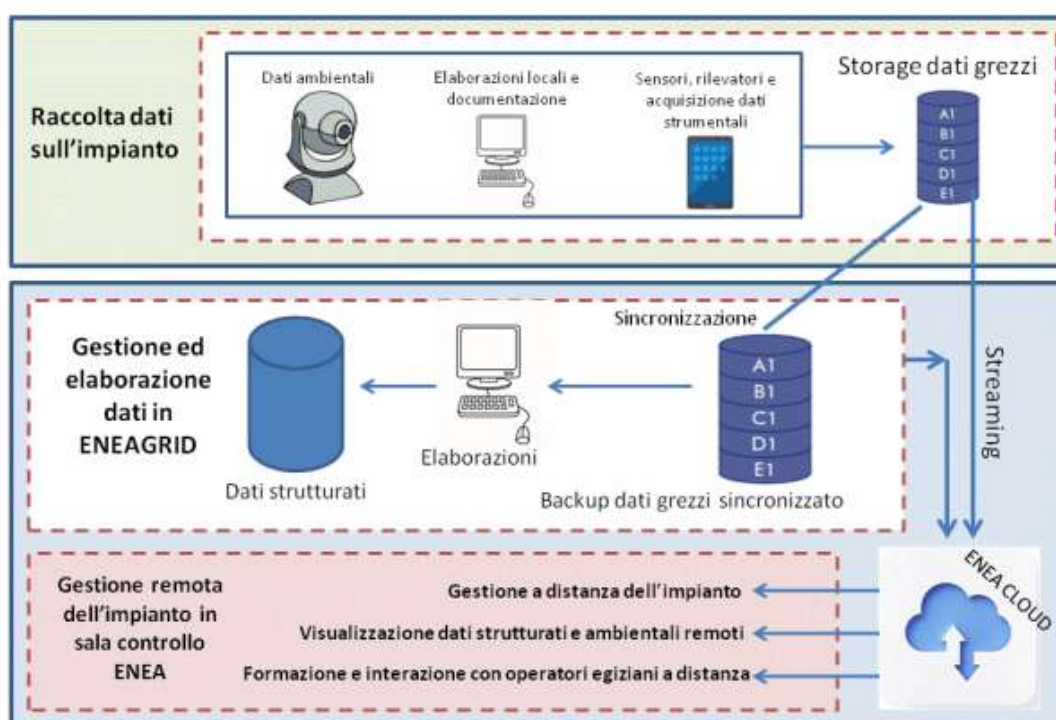 Raccolta dati
sull'impianto
Dati ambientali
Elaborazioni locali e
documentazione
Sensori, rilevatori e
acquisizione dati
strumentali
Storage dati grezzi
A1
B1
C1
D1
E1
Gestione ed
elaborazione
dati in
ENEAGRID
Dati strutturati
Elaborazioni
Sincronizzazione
A1
B1
C1
D1
E1
Backup dati grezzi sincronizzato
Streaming
ENEA CLOUD
Gestione remota
dell'impianto in
sala controllo
ENEA
Gestione a distanza dell'impianto
Visualizzazione dati strutturati e ambientali remoti
Formazione e interazione con operatori egiziani a distanza